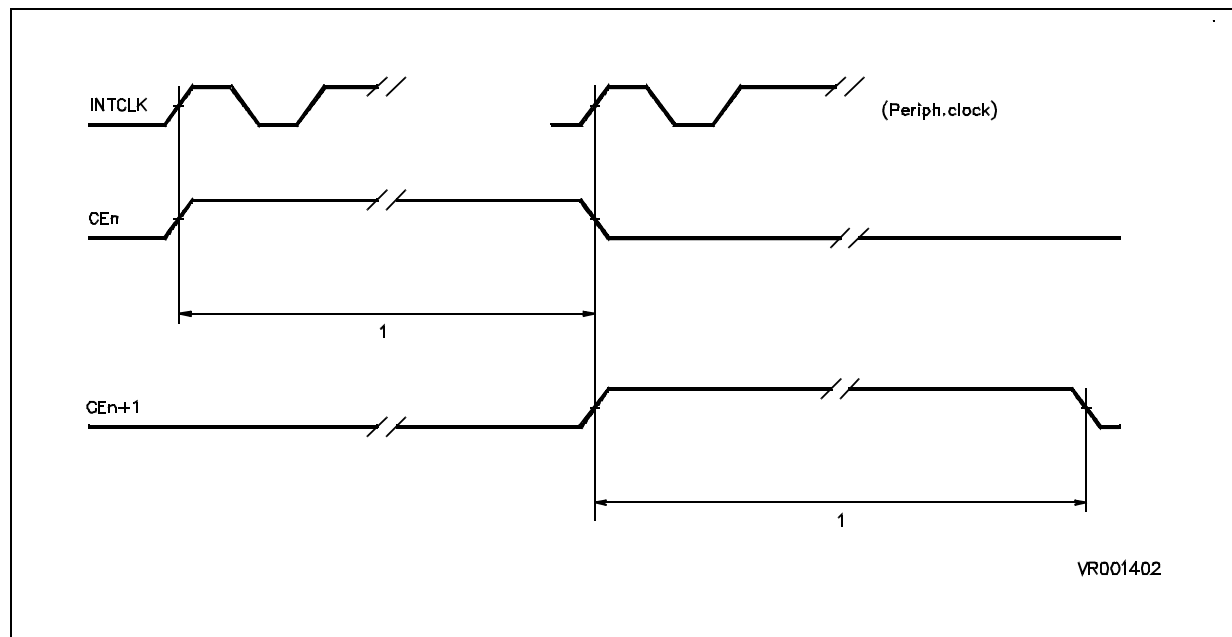 INTCLK
(Periph.clock)
CEn
1
CEn+1
1
VR001402